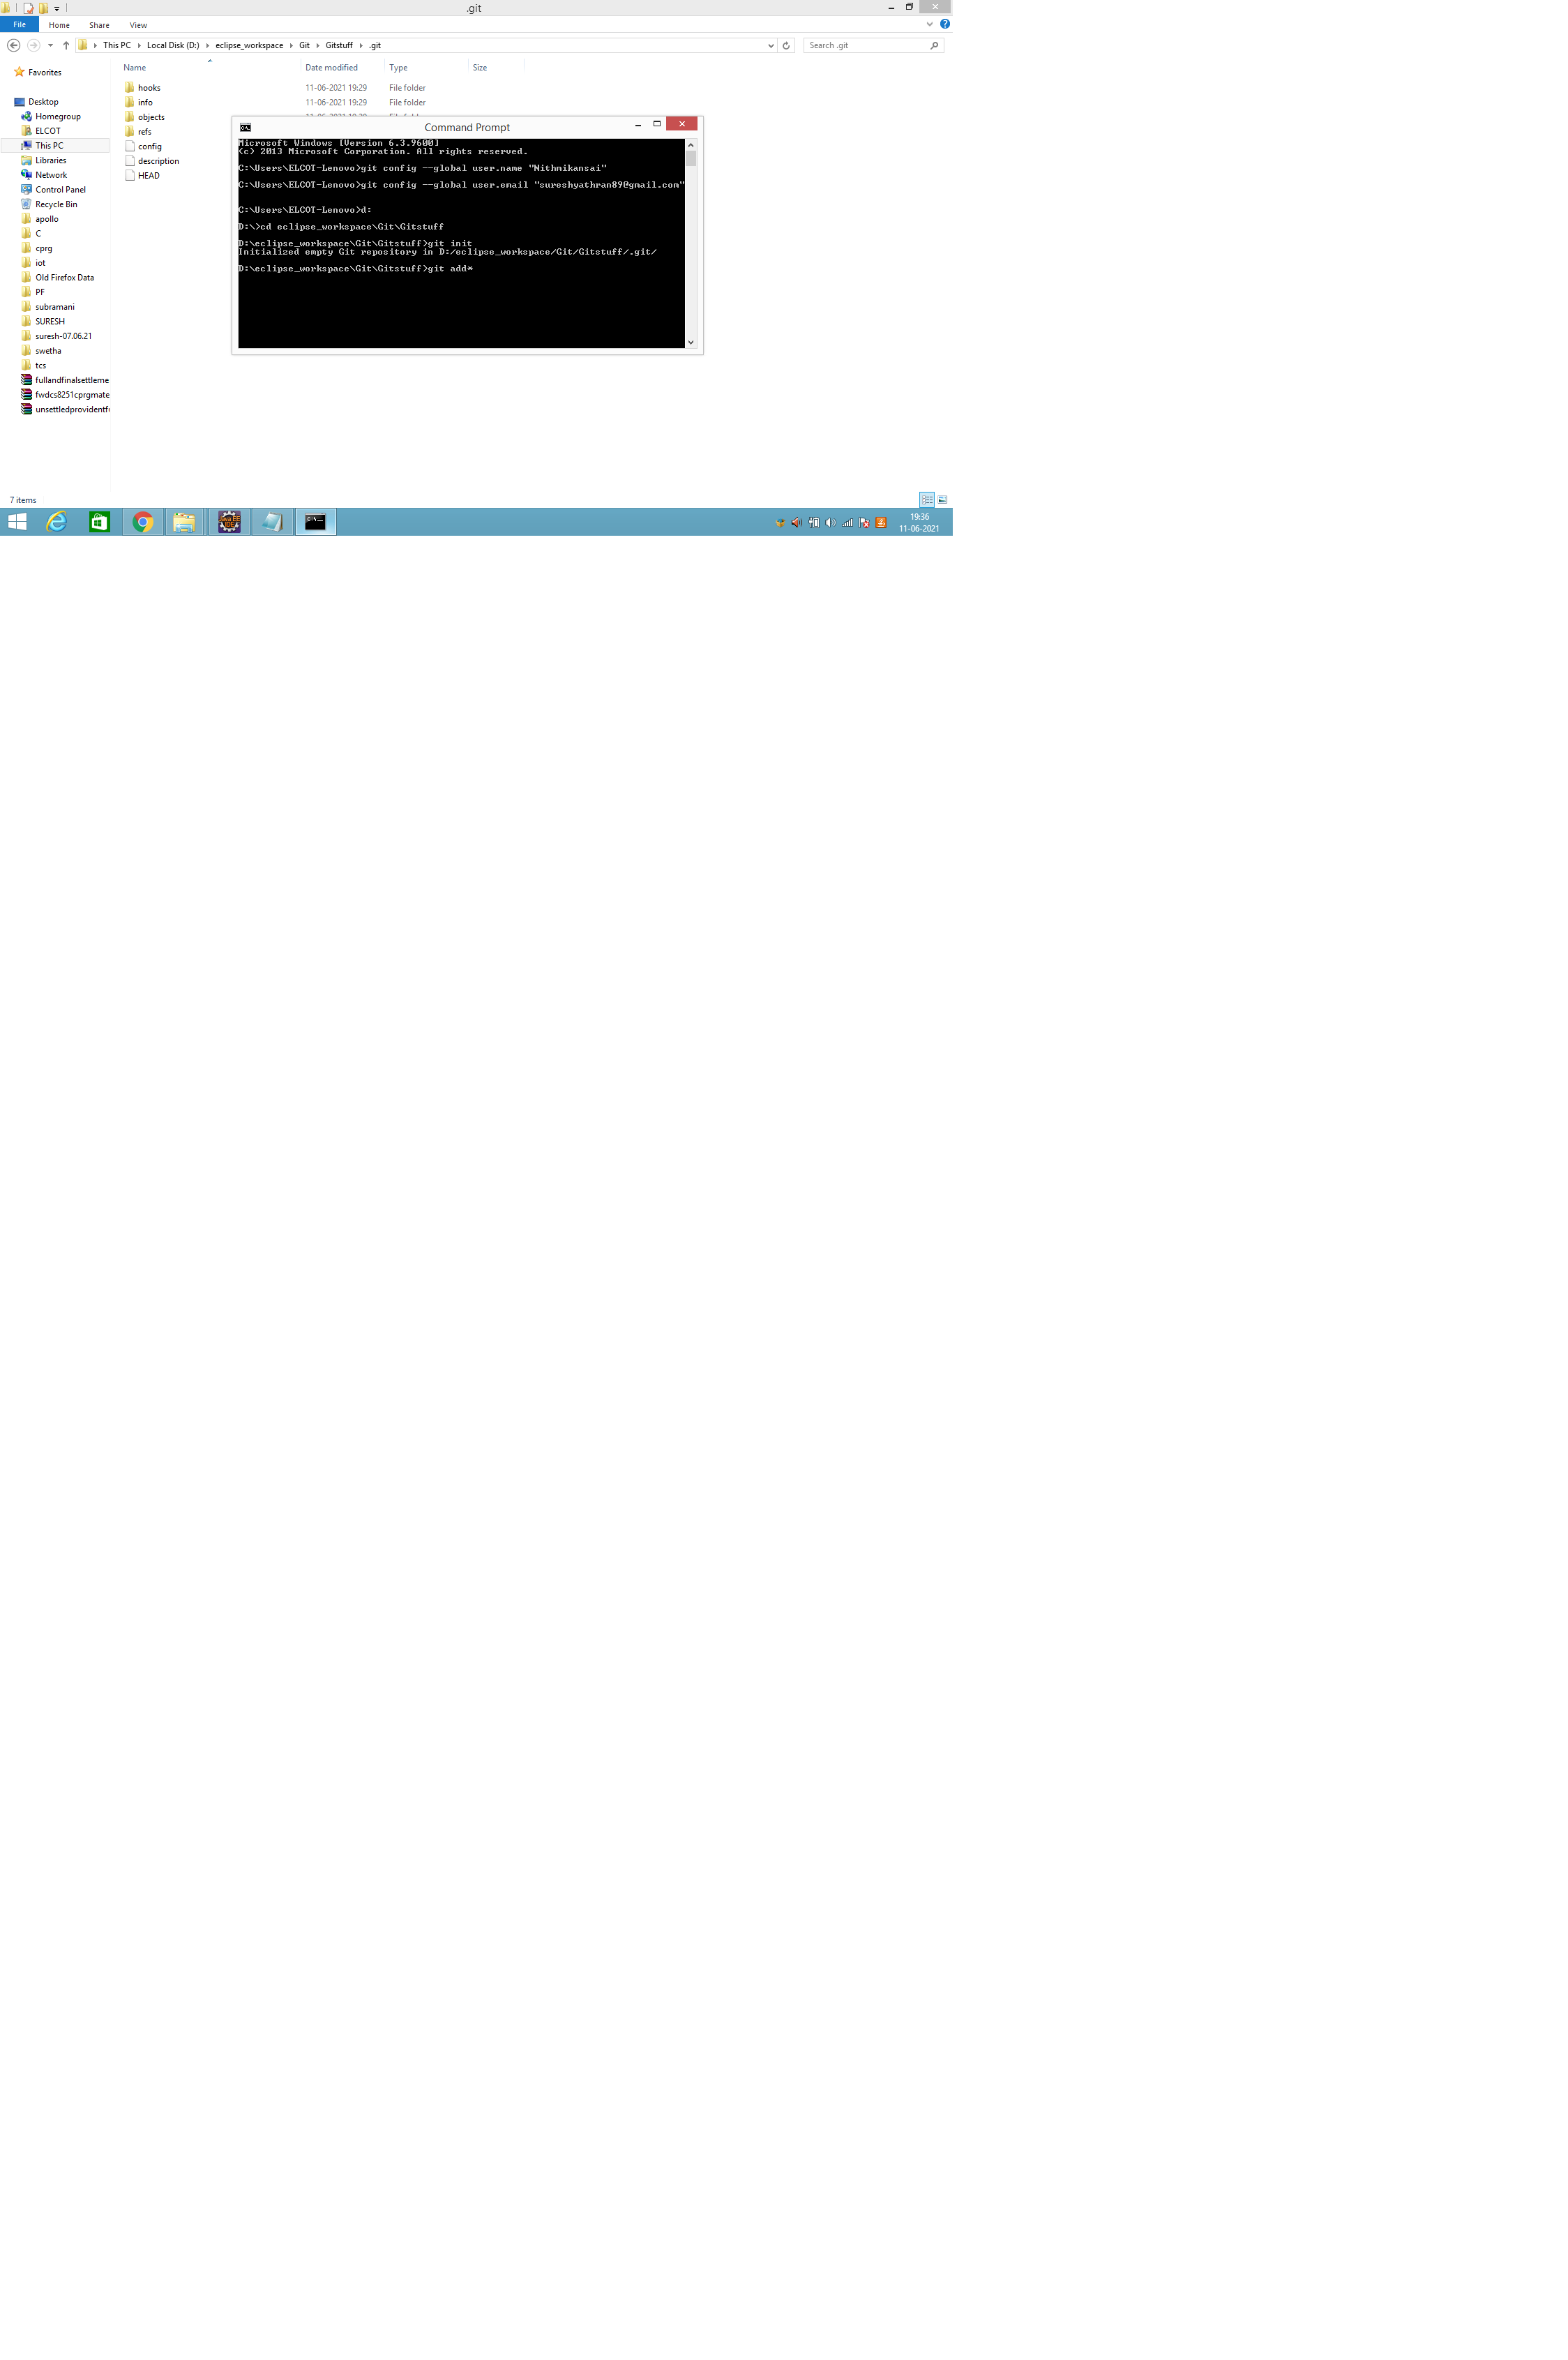 .git
File Home Share View
This PC Local Disk (D:) eclipse_workspace Git Gitstuff .git
Search .git
Name Date modified Type Size
Favorites
Desktop
Homegroup
ELCOT
This PC
Libraries
Network
Control Panel
Recycle Bin
apollo
C
cprg
iot
Old Firefox Data
PF
subramani
SURESH
suresh-07.06.21
swetha
tcs
fullandfinalsettleme
fwdcs8251cprgmate
unsettledprovidentf
hooks 11-06-2021 19:29 File folder
info 11-06-2021 19:29 File folder
objects
refs
config
description
HEAD
Command Prompt
Microsoft Windows [Version 6.3.9600]
(c) 2013 Microsoft Corporation. All rights reserved.
C:\Users\ELCOT-Lenovo>git config --global user.name "Nithmikansai"
C:\Users\ELCOT-Lenovo>git config --global user.email "sureshyathran89@gmail.com"
C:\Users\ELCOT-Lenovo>d:
D:\>cd eclipse_workspace\Git\Gitstuff
D:\eclipse_workspace\Git\Gitstuff>git init
Initialized empty Git repository in D:/eclipse_workspace/Git/Gitstuff/.git/
D:\eclipse_workspace\Git\Gitstuff>git add*
7 items
Java EE
IDE
19:36
11-06-2021